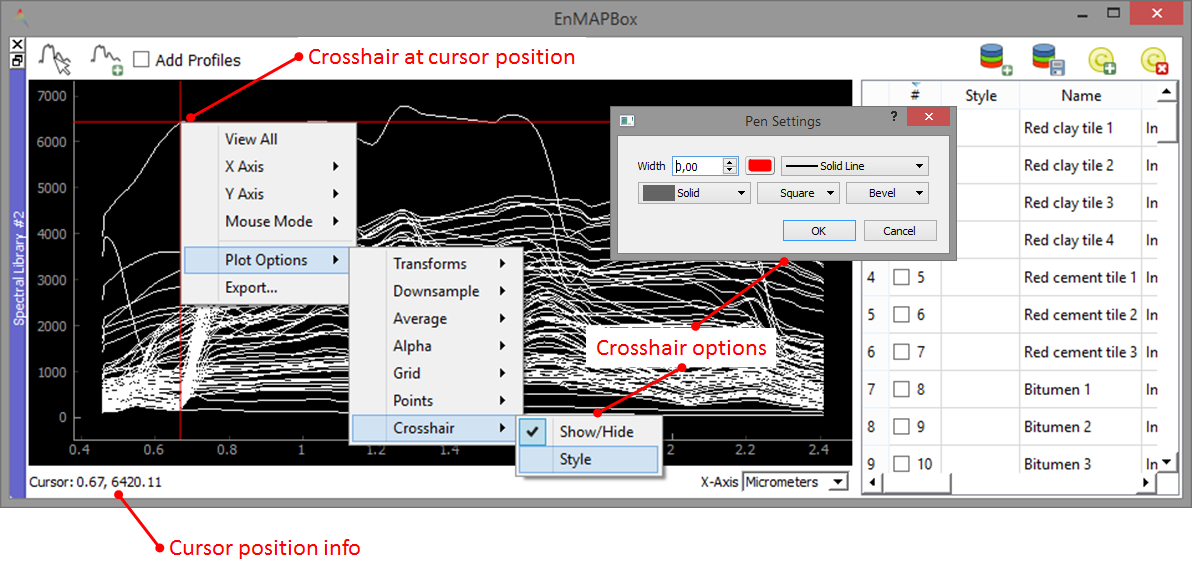 EnMAPBox
Add Profiles
Crosshair at cursor position
Spectral Library #2
7000
6000
5000
4000
3000
2000
1000
0
0.4
0.6
0.8
1
1.2
1.4
2
2.2
2.4
View All
X Axis
Y Axis
Mouse Mode
Plot Options
Export...
Transforms
Downsample
Average
Alpha
Grid
Points
Crosshair
Show/Hide
Style
Pen Settings
?
Width 0,00 Solid Line
Solid Square Bevel
OK Cancel
Crosshair options
# Style Name
Red clay tile 1 In
Red clay tile 2 In
Red clay tile 3 In
Red clay tile 4 In
4 5 Red cement tile 1 In
5 6 Red cement tile 2 In
6 7 Red cement tile 3 In
7 8 Bitumen 1 In
8 9 Bitumen 2 In
9 10 Bitumen 3 In
Cursor: 0.67, 6420.11
X-Axis Micrometers
Cursor position info